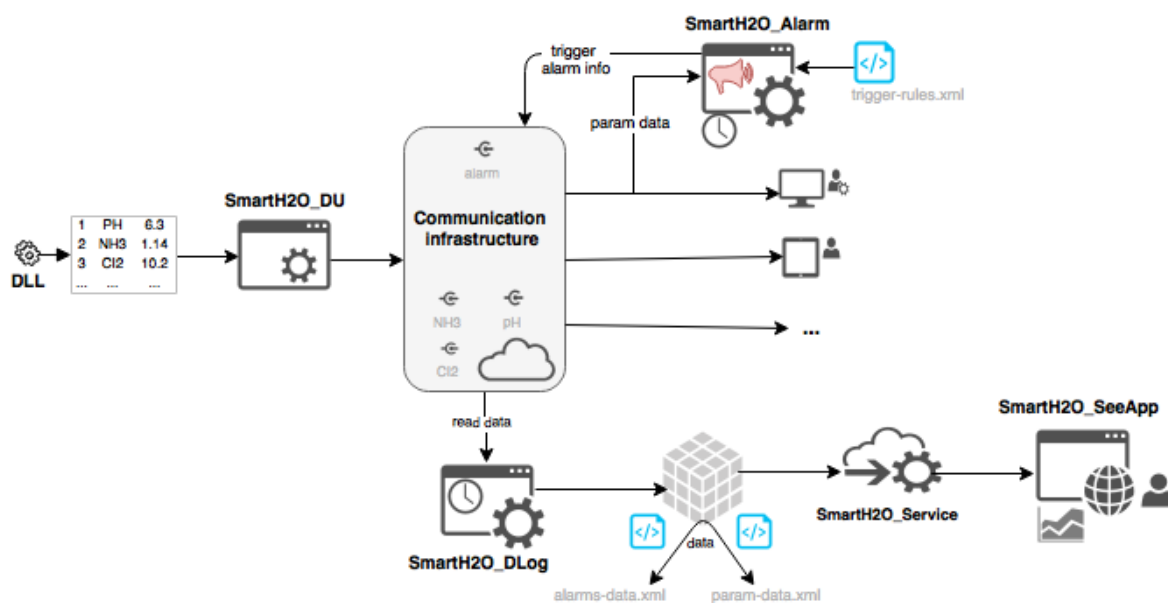 SmartH2O_Alarm
trigger
alarm info
trigger-rules.xml
param data
alarm
SmartH2O_DU
Communication
infrastructure
1 PH 6.3
2 NH3 1.14
3 Cl2 10.2
... .... ...
DLL
NH3 pH
Cl2
...
read data
SmartH2O_SeeApp
SmartH2O_Service
SmartH2O_DLog
data
alarms-data.xml
param-data.xml